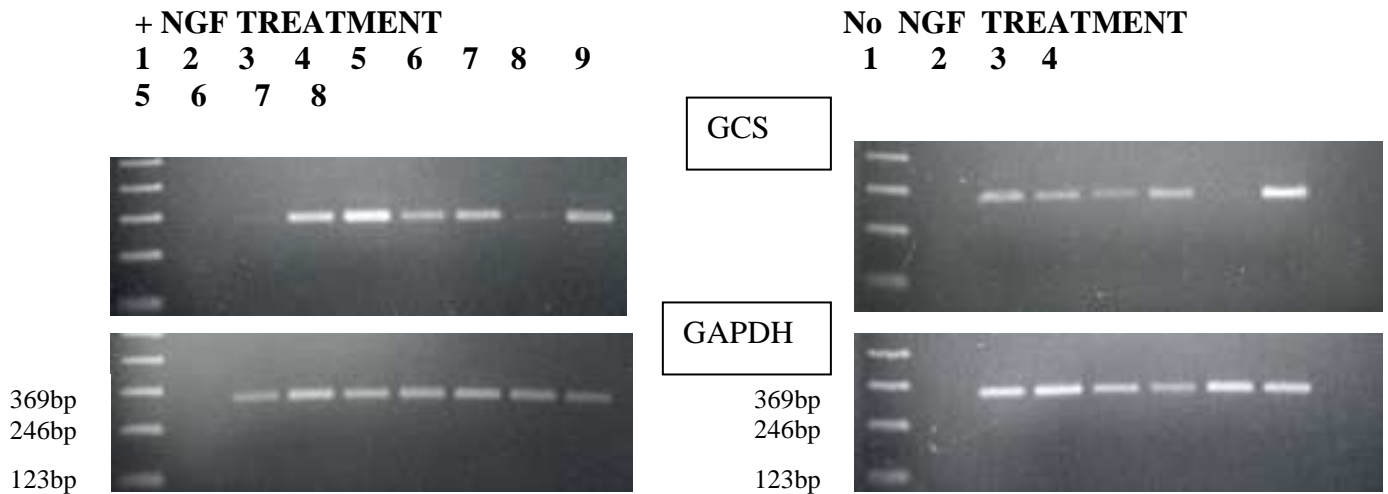 + NGF TREATMENT
1 2 3 4 5 6 7 8 9
5 6 7 8
No NGF TREATMENT
1 2 3 4
GCS
GAPDH
369bp
246bp
123bp
369bp
246bp
123bp